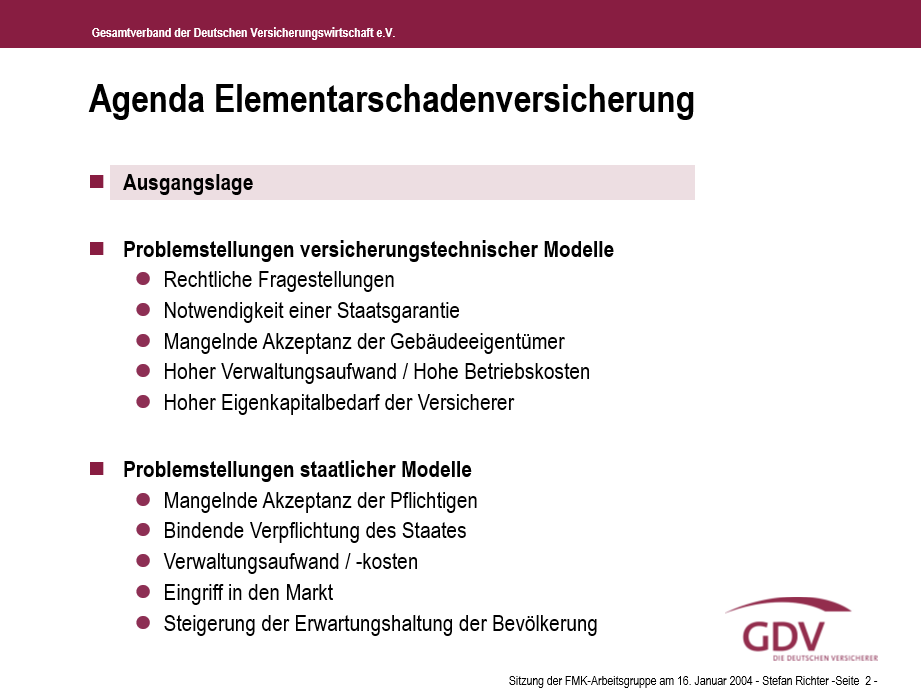 Gesamtverband der Deutschen Versicherungswirtschaft e.V.
Agenda Elementarschadenversicherung
Ausgangslage
Problemstellungen versicherungstechnischer Modelle
Rechtliche Fragestellungen
Notwendigkeit einer Staatsgarantie
Mangelnde Akzeptanz der Gebäudeeigentümer
Hoher Verwaltungsaufwand / Hohe Betriebskosten
Hoher Eigenkapitalbedarf der Versicherer
Problemstellungen staatlicher Modelle
Mangelnde Akzeptanz der Pflichtigen
Bindende Verpflichtung des Staates
Verwaltungsaufwand / -kosten
Eingriff in den Markt
Steigerung der Erwartungshaltung der Bevölkerung
GDV
DIE DEUTSCHEN VERSICHERER
Sitzung der FMK-Arbeitsgruppe am 16. Januar 2004 - Stefan Richter -Seite 2 -